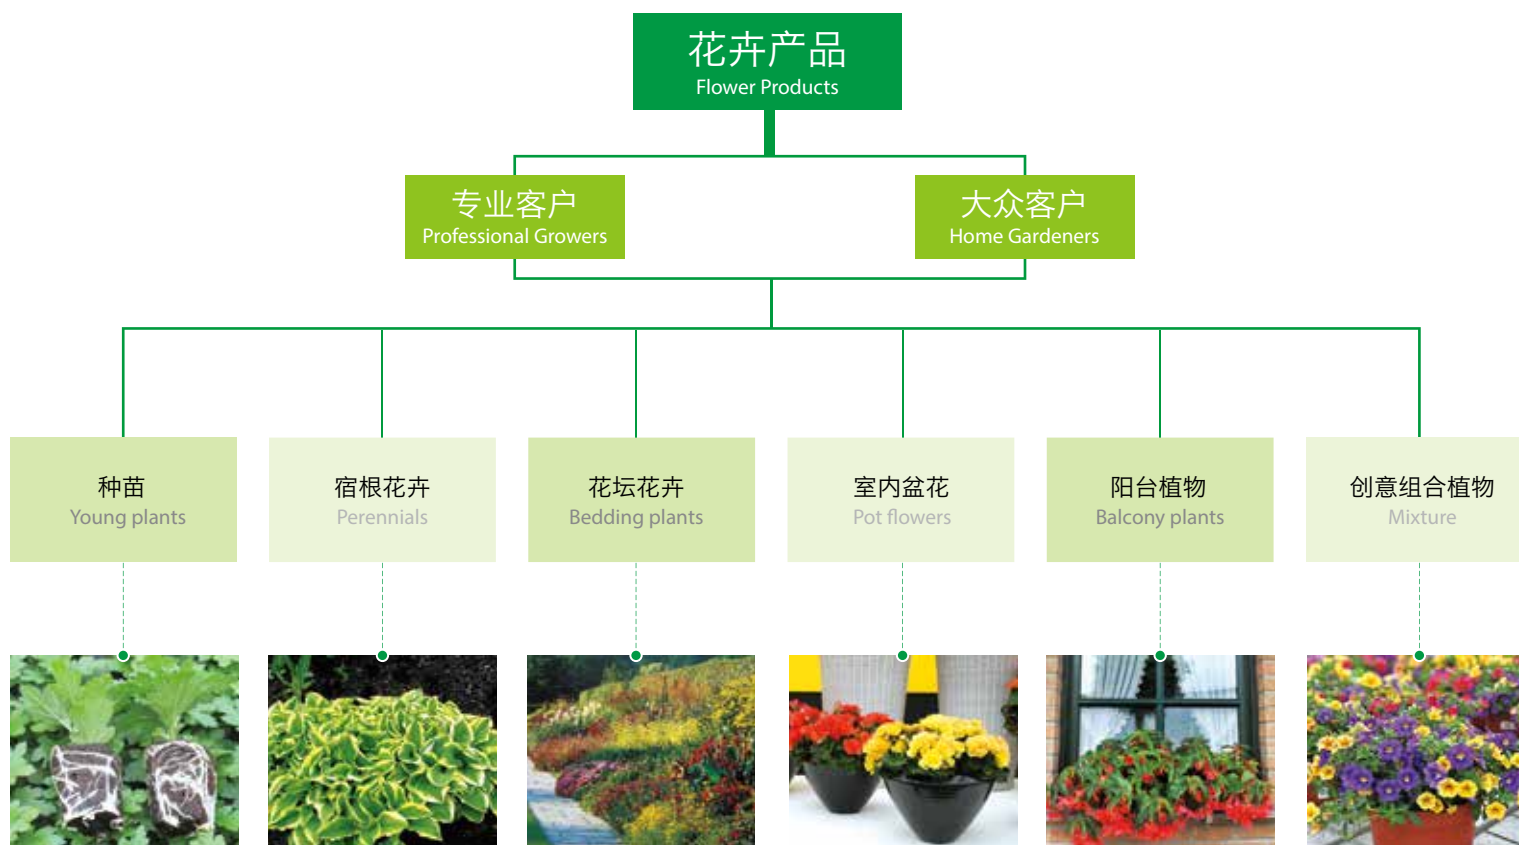 花卉产品
Flower Products
专业客户
Professional Growers
大众客户
Home Gardeners
种苗
Young plants
宿根花卉
Perennials
花坛花卉
Bedding plants
室内盆花
Pot flowers
阳台植物
Balcony plants
创意组合植物
Mixture